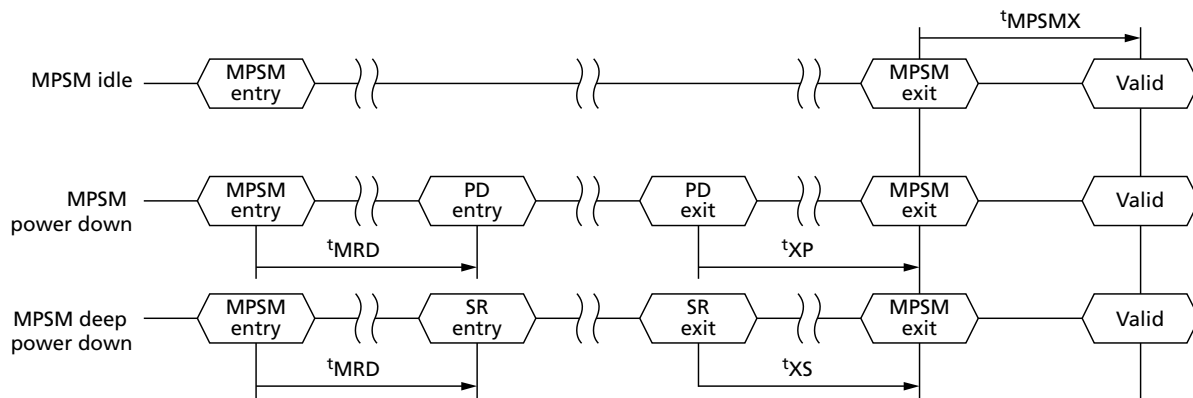 tMPSMX
MPSM idle
MPSM
entry
MPSM
exit
Valid
MPSM
power down
MPSM
entry
PD
entry
PD
exit
MPSM
exit
Valid
tMRD
tXP
MPSM deep
power down
MPSM
entry
SR
entry
SR
exit
MPSM
exit
Valid
tMRD
tXS